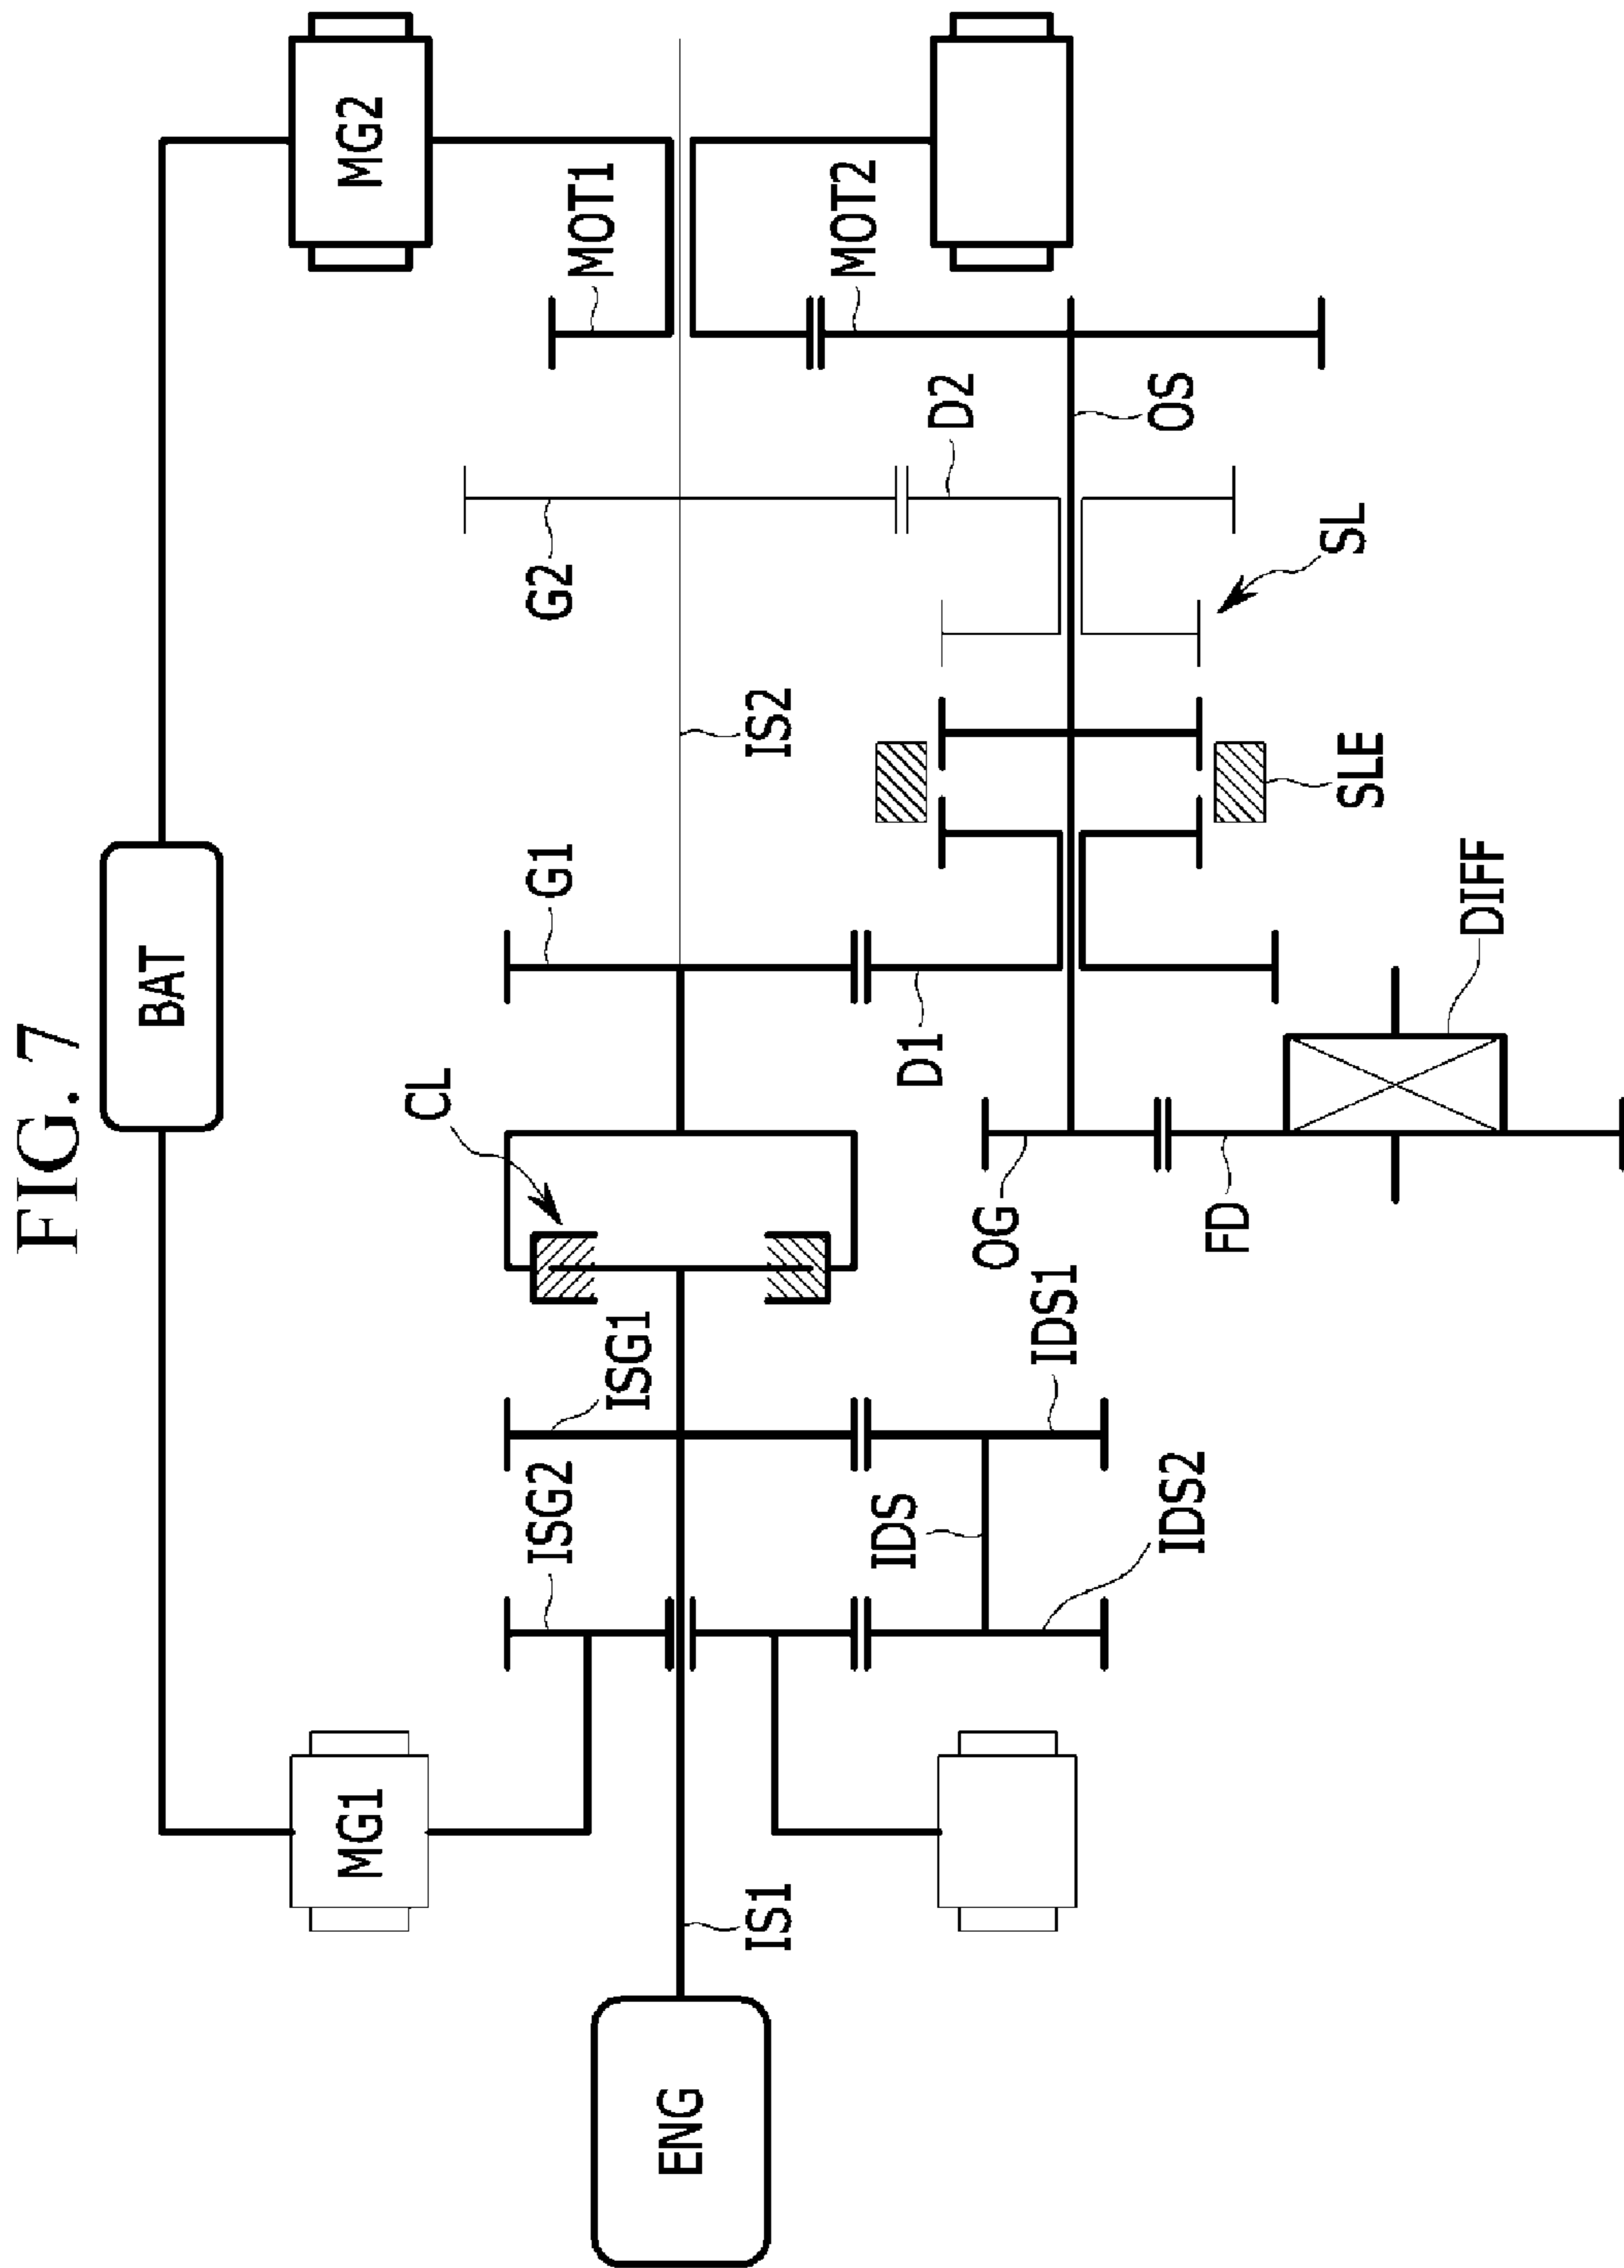 FIG. 7
BAT
MG1
MG2
CL
G1
G2
MOT1
ISG2
ISG1
ENG
IS1
IS2
MOT2
IDS
D1
D2
OG
IDS1
OS
IDS2
FD
SLE
SL
DIFF